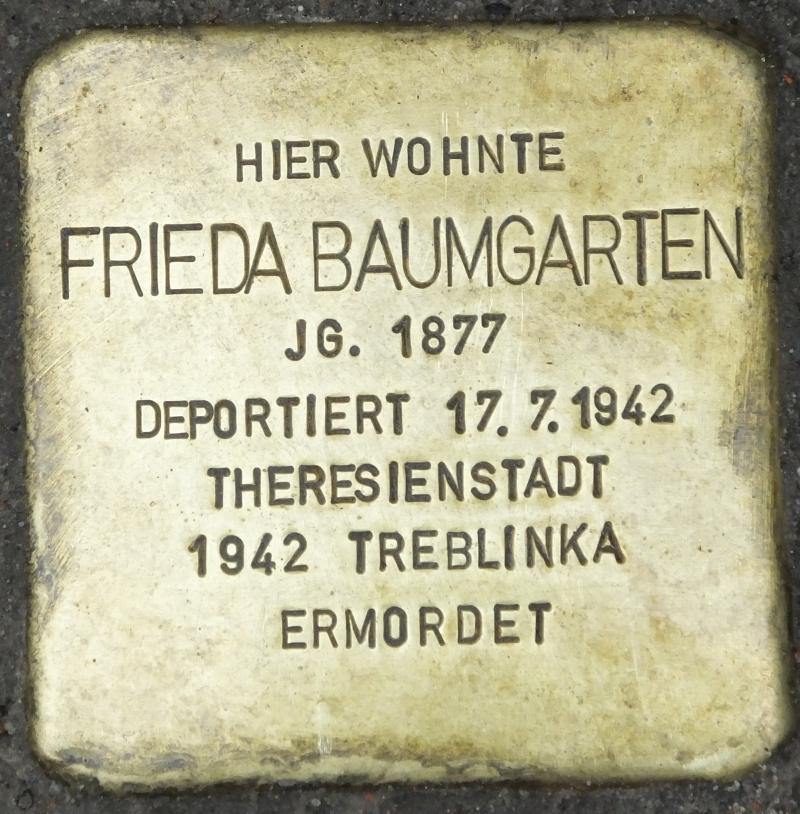 HIER WOHNTE
FRIEDA BAUMGARTEN
JG. 1877
DEPORTIERT 17. 7. 1942
THERESIENSTADT
1942 TREBLINKA
ERMORDET